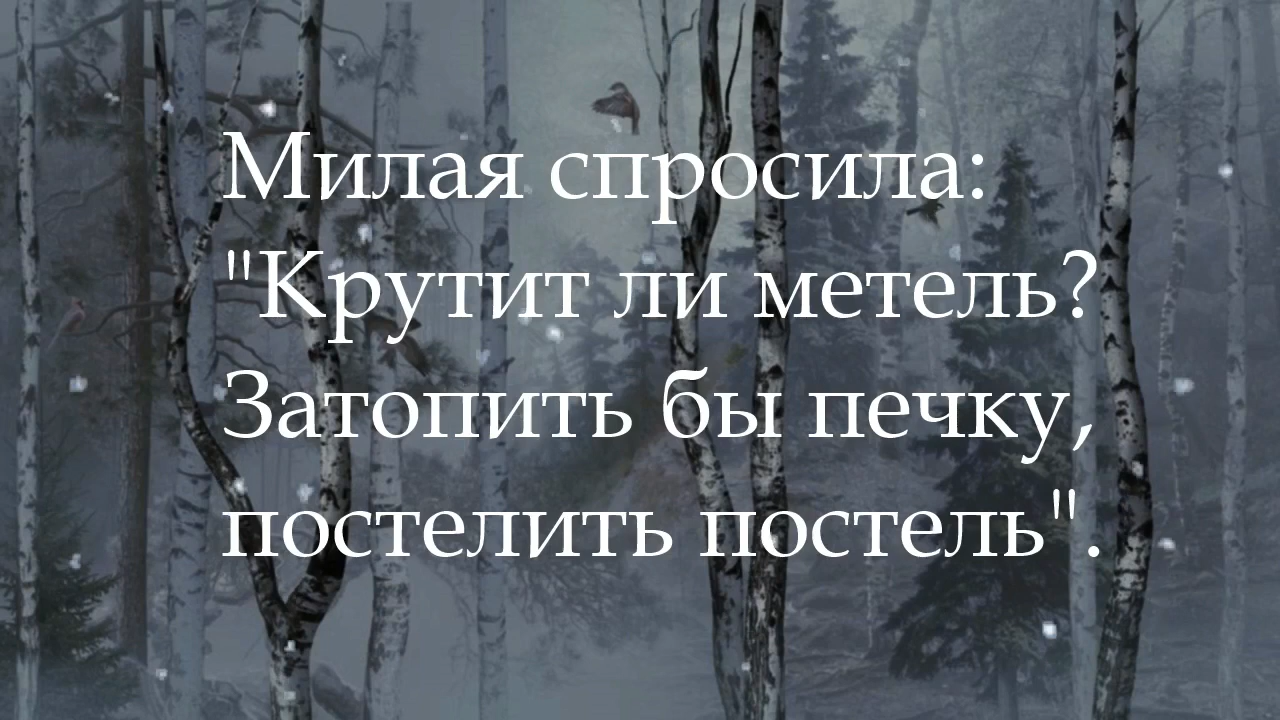 Милая спросила:
"Крутит ли метель?
Затопить бы печку,
постелить постель".